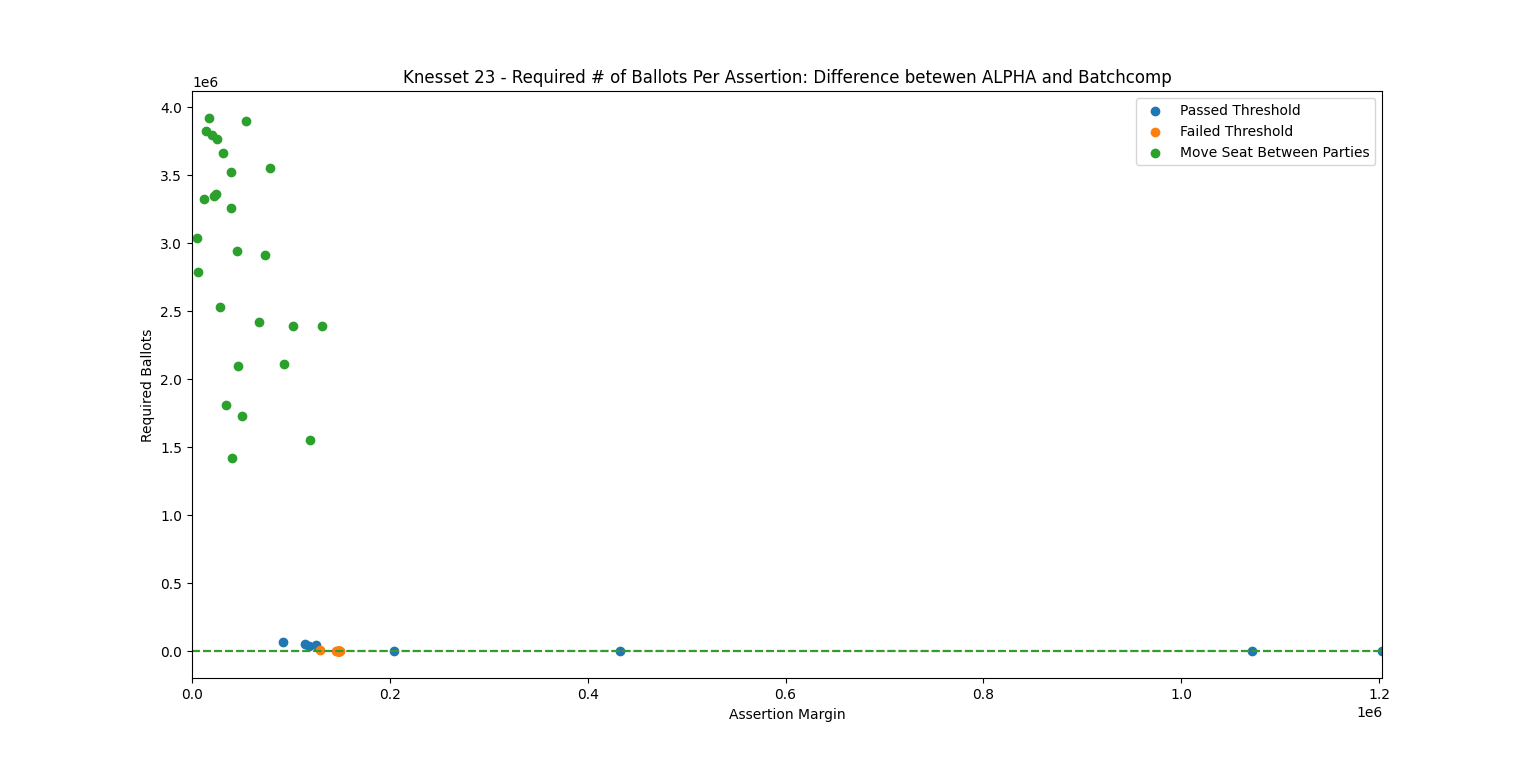 Knesset 23 - Required # of Ballots Per Assertion: Difference betewen ALPHA and Batchcomp
1e6
4.0
3.5
3.0
2.5
2.0
1.5
1.0
0.5
0.0
Required Ballots
Passed Threshold
Failed Threshold
Move Seat Between Parties
0.0 0.2 0.4 0.6 0.8 1.0 1.2
1e6
Assertion Margin